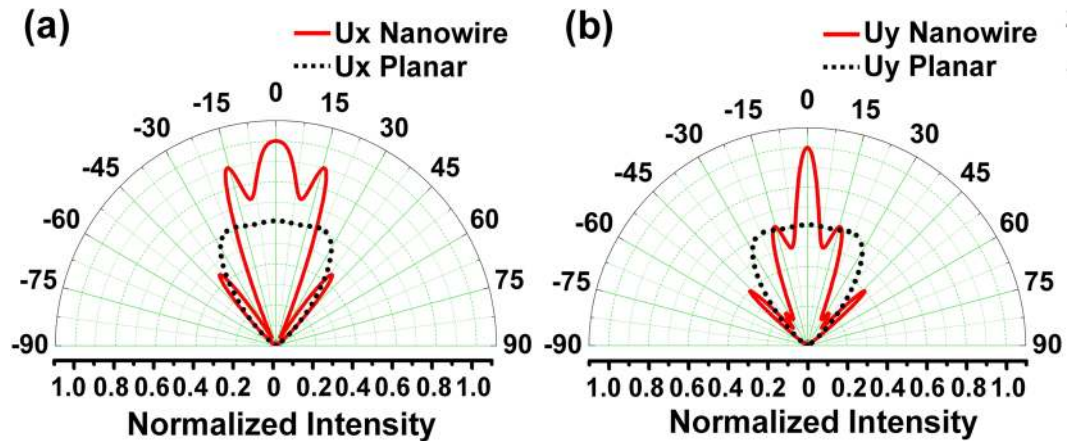 (a)
Ux Nanowire
Ux Planar
0
-15 15
-30 30
-45 45
-60 60
-75 75
-90 90
1.0 0.8 0.6 0.4 0.2 0 0.2 0.4 0.6 0.8 1.0
Normalized Intensity
(b)
Uy Nanowire
Uy Planar
0
-15 15
-30 30
-45 45
-60 60
-75 75
-90 90
1.0 0.8 0.6 0.4 0.2 0 0.2 0.4 0.6 0.8 1.0
Normalized Intensity